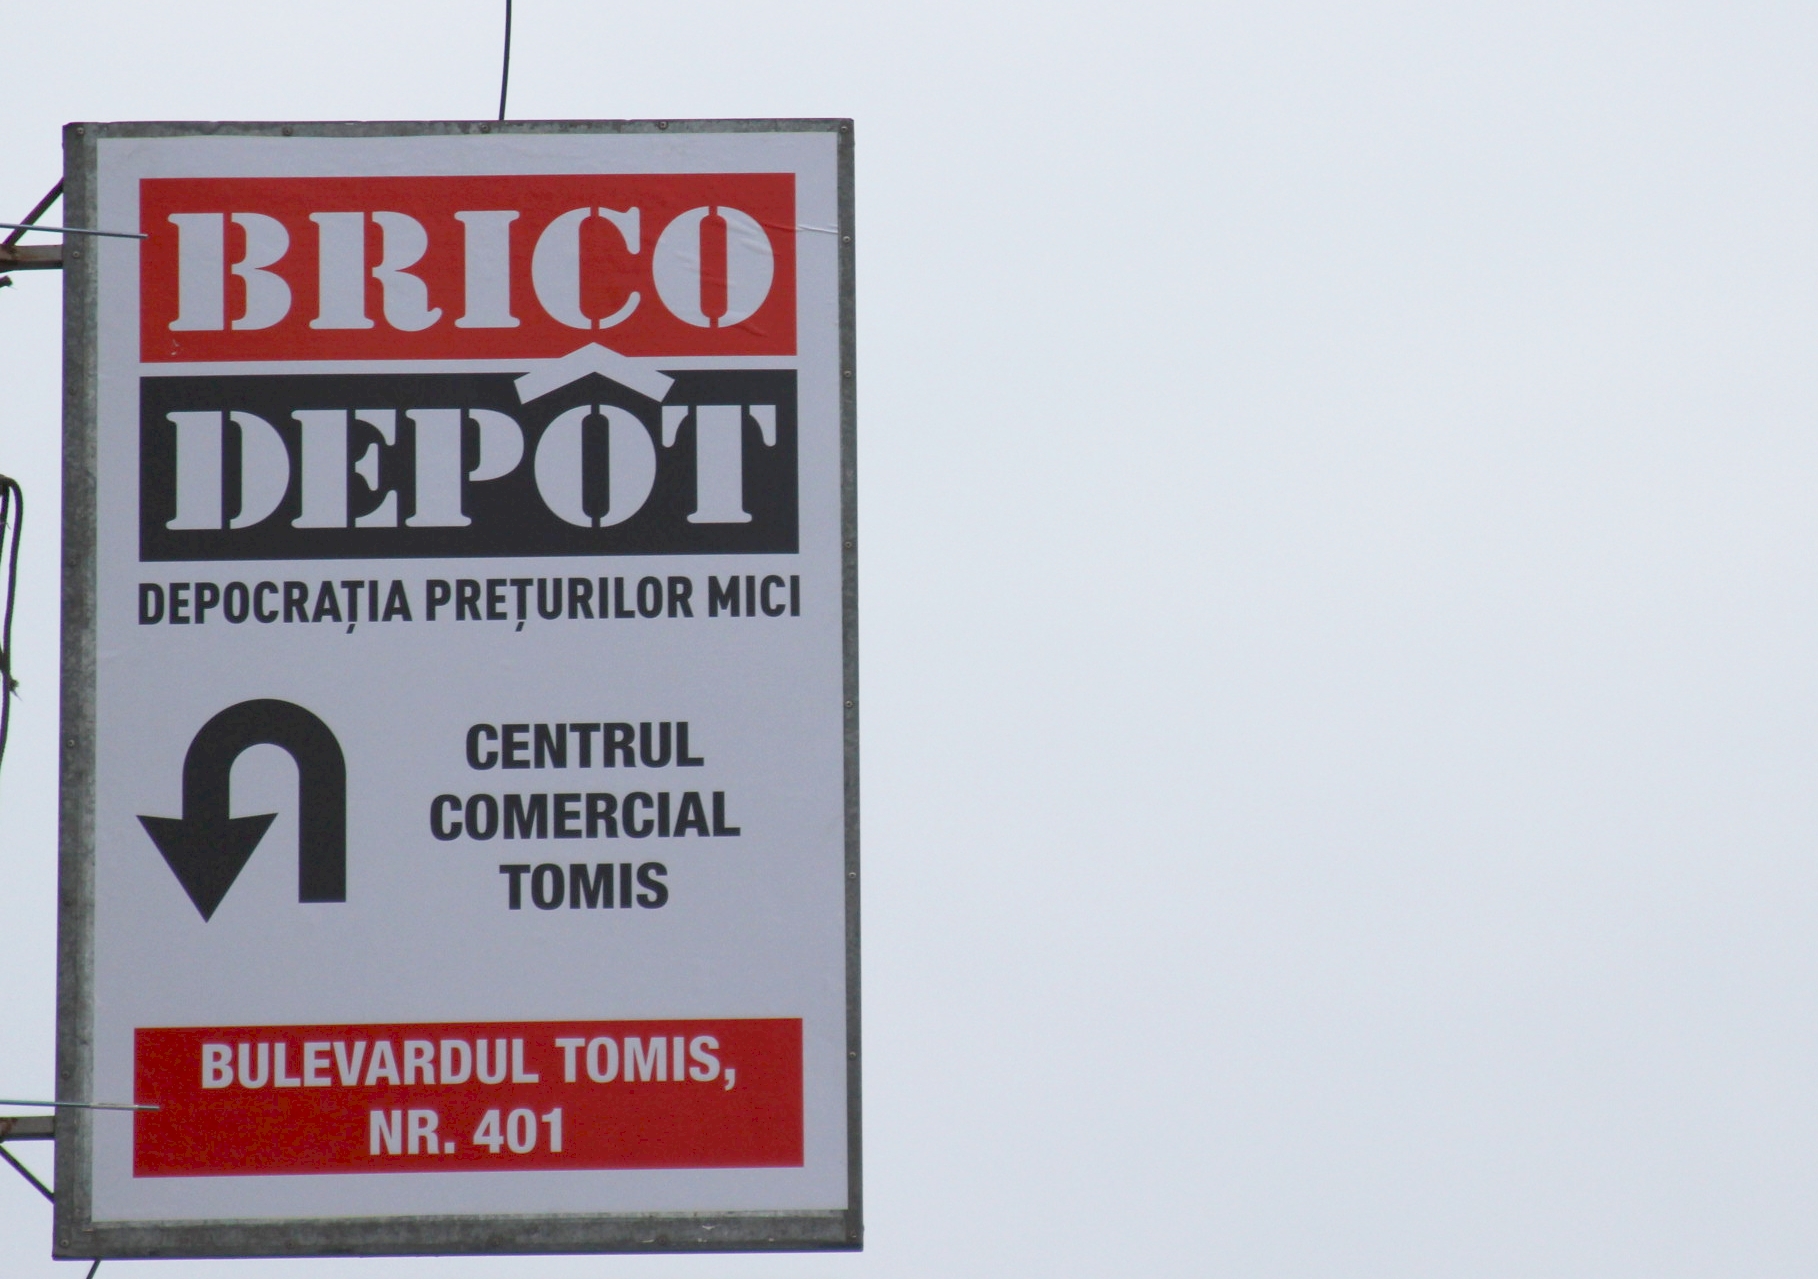 BRICO
DEPÔT
DEPOCRAȚIA PREȚURILOR MICI
CENTRUL
COMERCIAL
TOMIS
BULEVARDUL TOMIS,
NR. 401